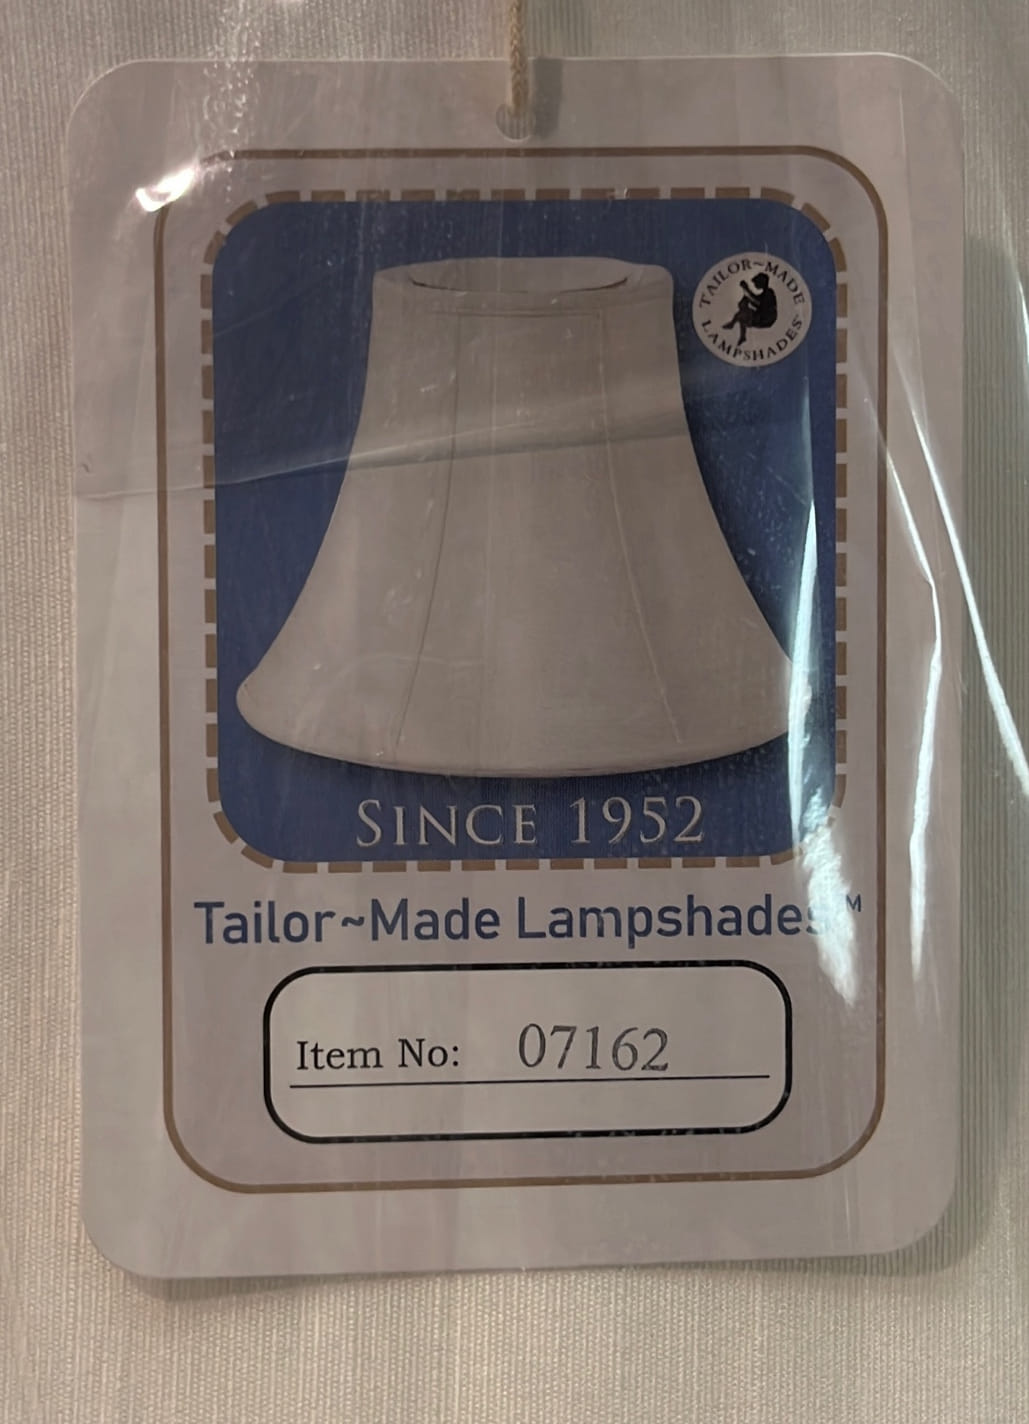 TAILOR~MADE
LAMPSHADES
SINCE 1952
Tailor~Made Lampshades™
Item No: 07162